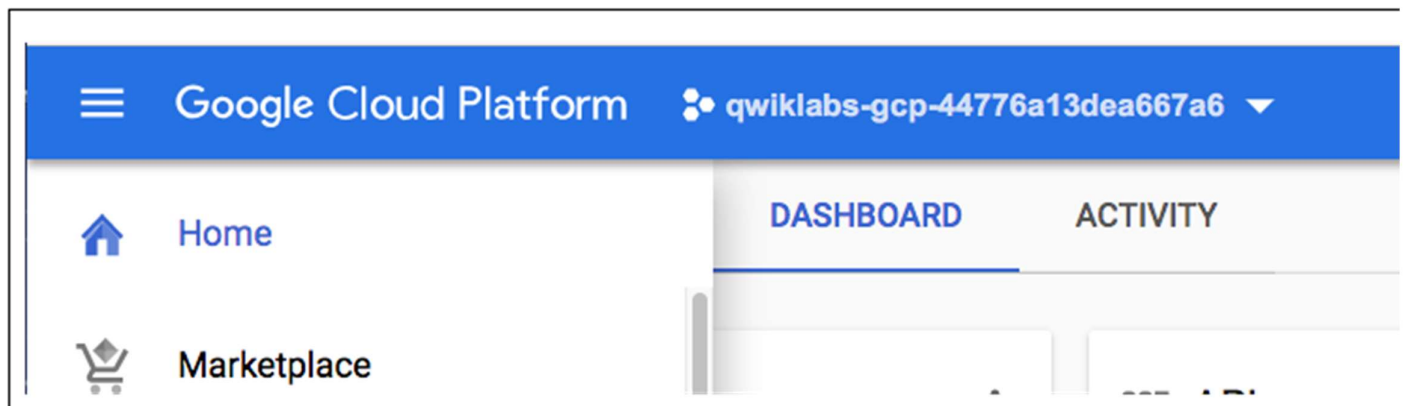 Google Cloud Platform qwiklabs-gcp-44776a13dea667a6
Home
DASHBOARD ACTIVITY
Marketplace